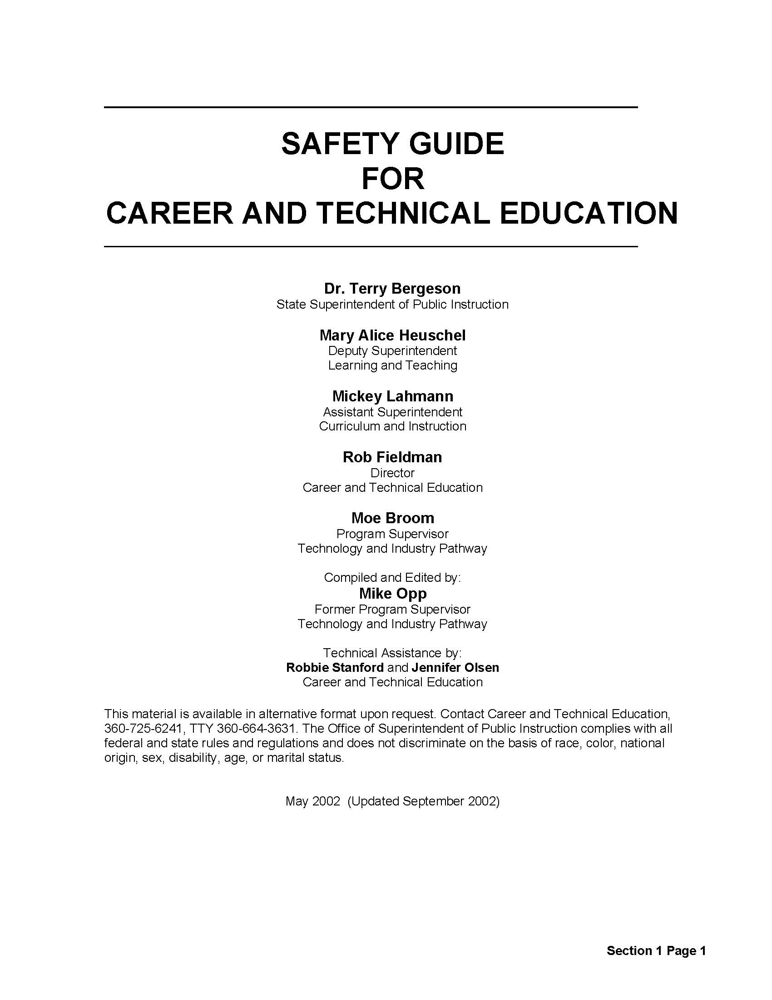 SAFETY GUIDE
FOR
CAREER AND TECHNICAL EDUCATION
Dr. Terry Bergeson
State Superintendent of Public Instruction
Mary Alice Heuschel
Deputy Superintendent
Learning and Teaching
Mickey Lahmann
Assistant Superintendent
Curriculum and Instruction
Rob Fieldman
Director
Career and Technical Education
Moe Broom
Program Supervisor
Technology and Industry Pathway
Compiled and Edited by:
Mike Opp
Former Program Supervisor
Technology and Industry Pathway
Technical Assistance by:
Robbie Stanford and Jennifer Olsen
Career and Technical Education
This material is available in alternative format upon request. Contact Career and Technical Education,
360-725-6241, TTY 360-664-3631. The Office of Superintendent of Public Instruction complies with all
federal and state rules and regulations and does not discriminate on the basis of race, color, national
origin, sex, disability, age, or marital status.
May 2002  (Updated September 2002)
Section 1 Page 1